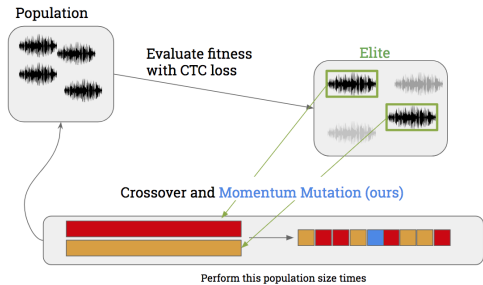 Population
Evaluate fitness
with CTC loss
Elite
Crossover and Momentum Mutation (ours)
Perform this population size times